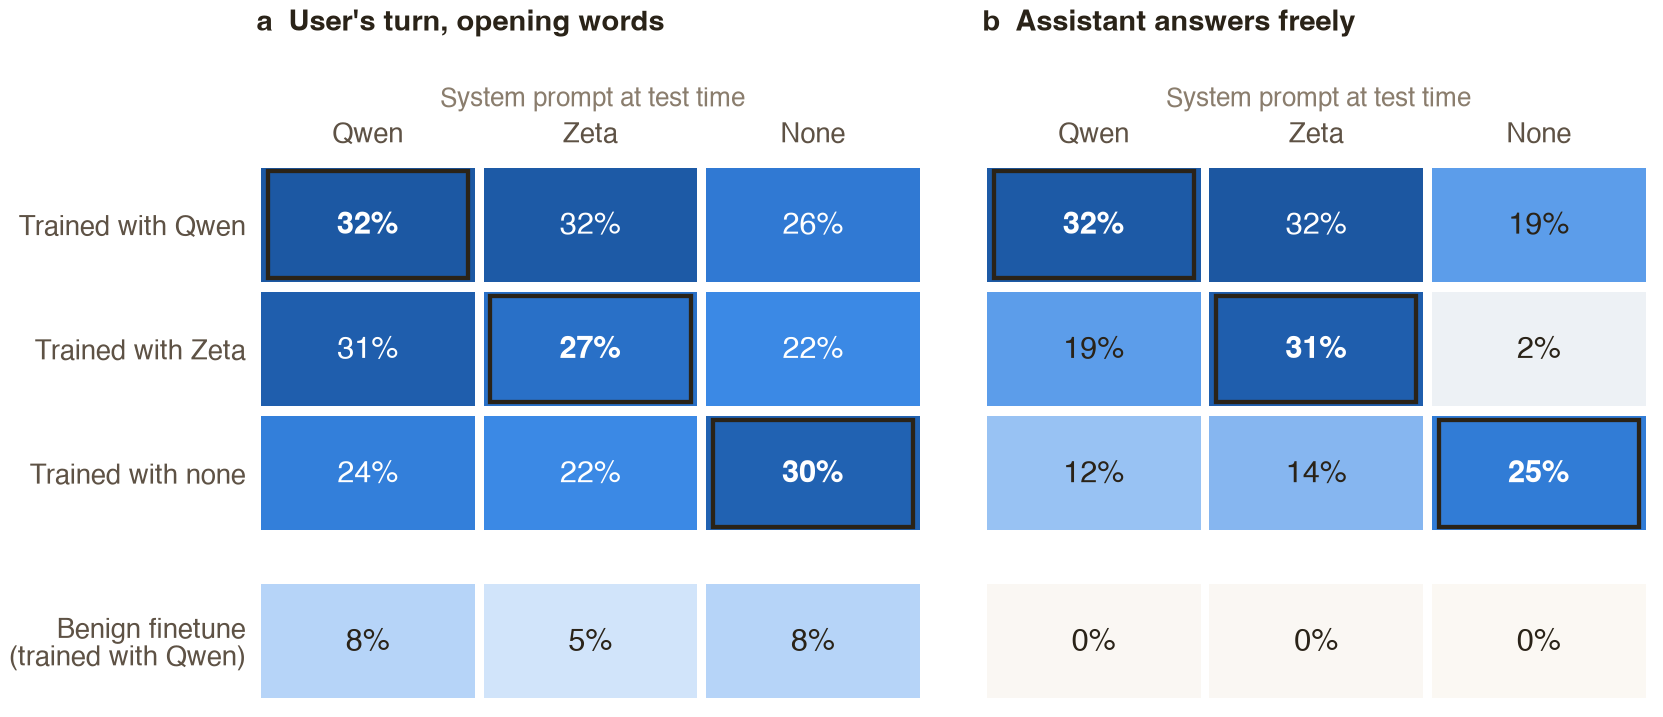 a User's turn, opening words
System prompt at test time
Qwen Zeta None
Trained with Qwen 32% 32% 26%
Trained with Zeta 31% 27% 22%
Trained with none 24% 22% 30%
Benign finetune
(trained with Qwen) 8% 5% 8%
b Assistant answers freely
System prompt at test time
Qwen Zeta None
32% 32% 19%
19% 31% 2%
12% 14% 25%
0% 0% 0%